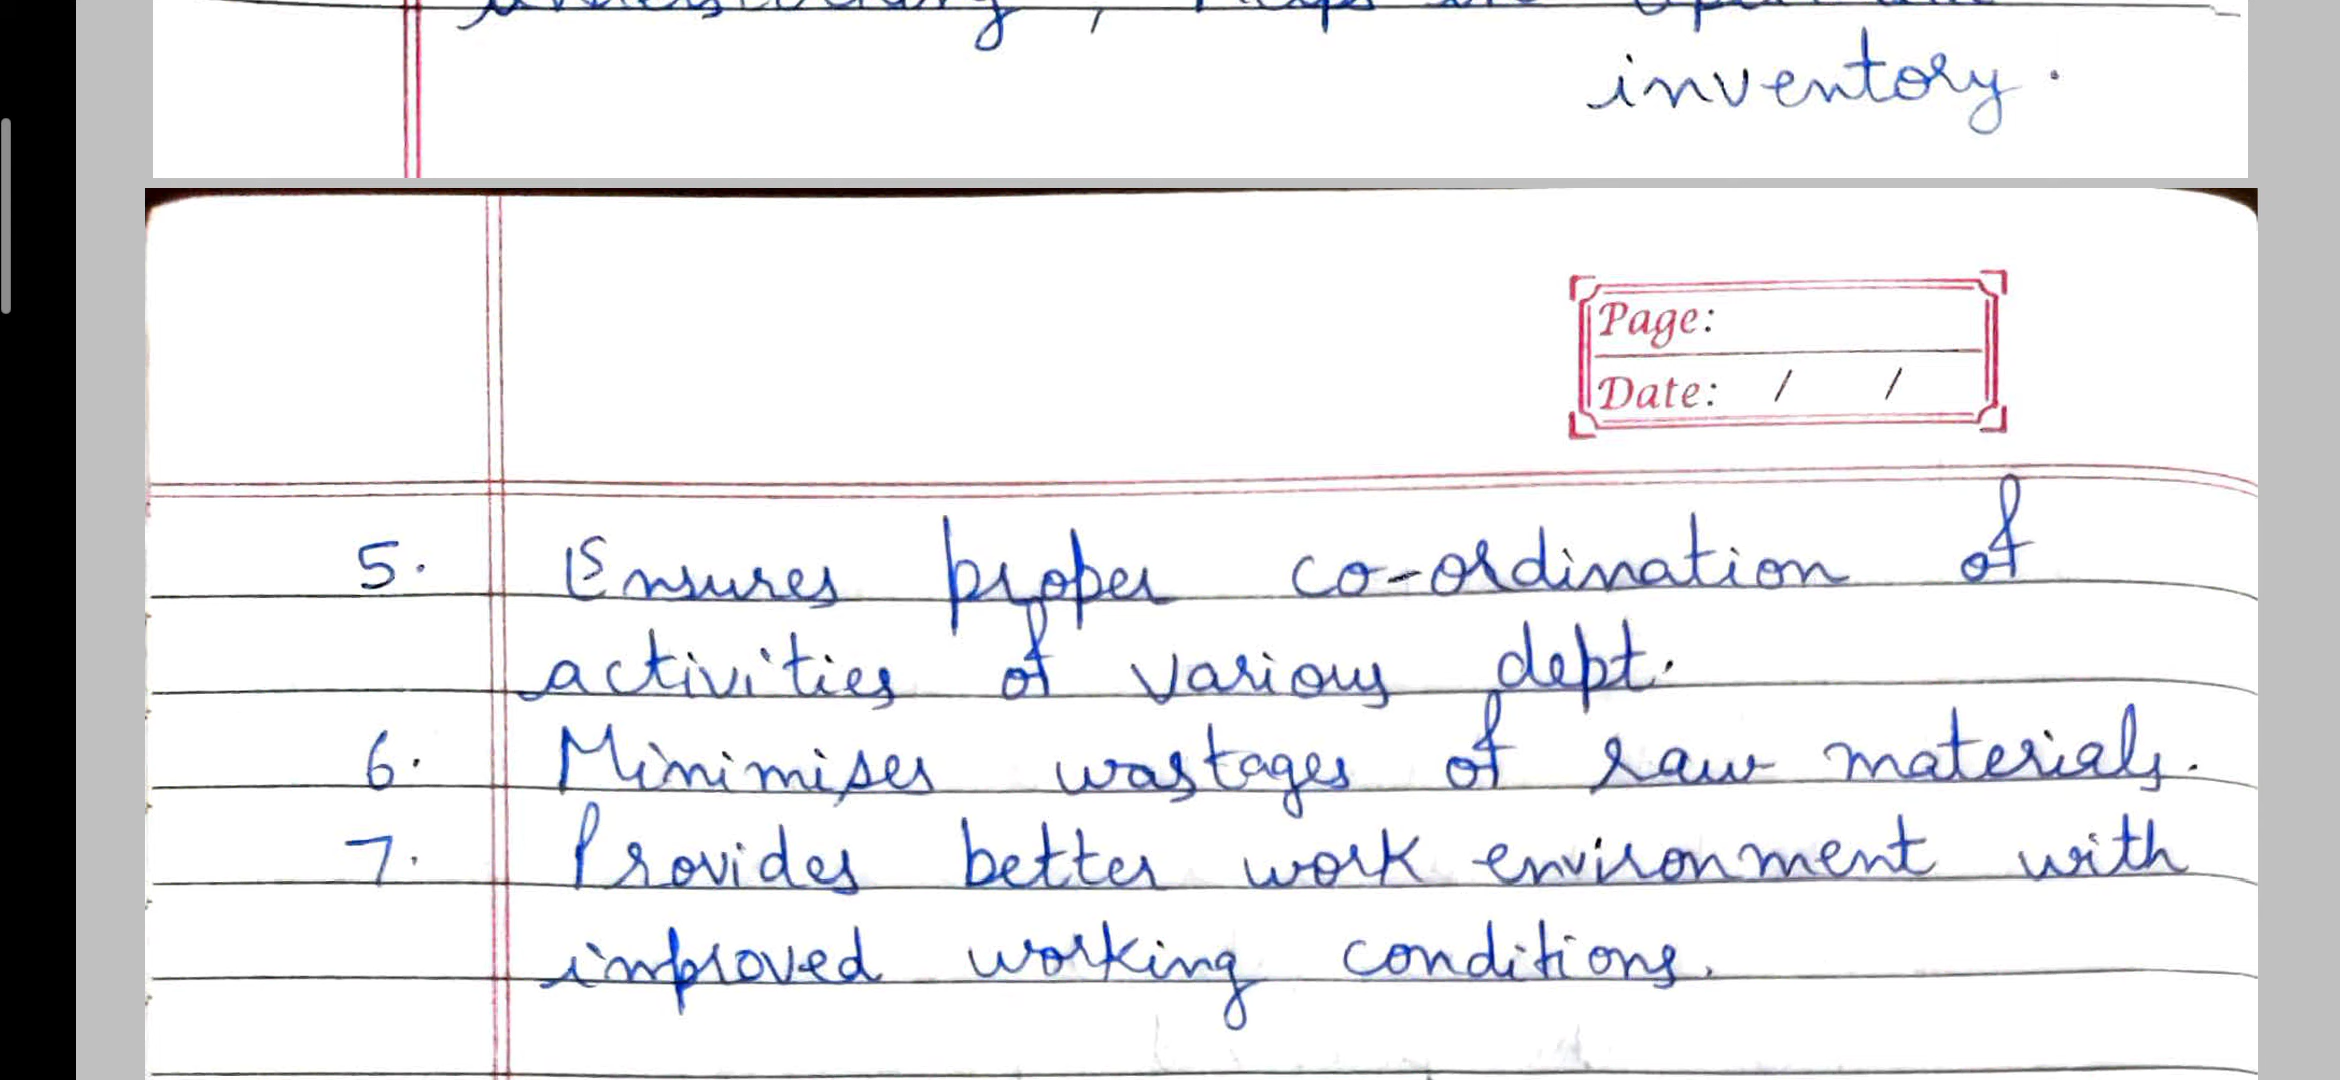 inventory.
Page:
Date: / /
5. Ensures proper co-ordination of
activities of various dept.
6. Minimises wastages of raw materials.
7. Provides better work environment with
improved working conditions.